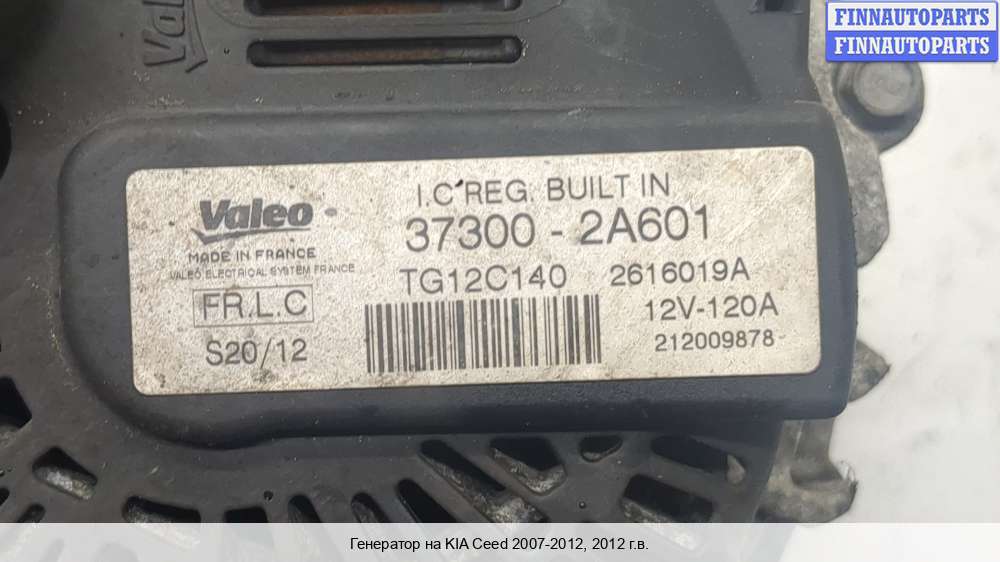 FINNAUTOPARTS
FINNAUTOPARTS
Valeo
I.C REG. BUILT IN
Valeo
37300 - 2A601
MADE IN FRANCE
VALEO ELECTRICAL SYSTEM FRANCE
TG12C140 2616019A
FR.L.C
12V-120A
S20/12
212009878
Генератор на KIA Ceed 2007-2012, 2012 г.в.